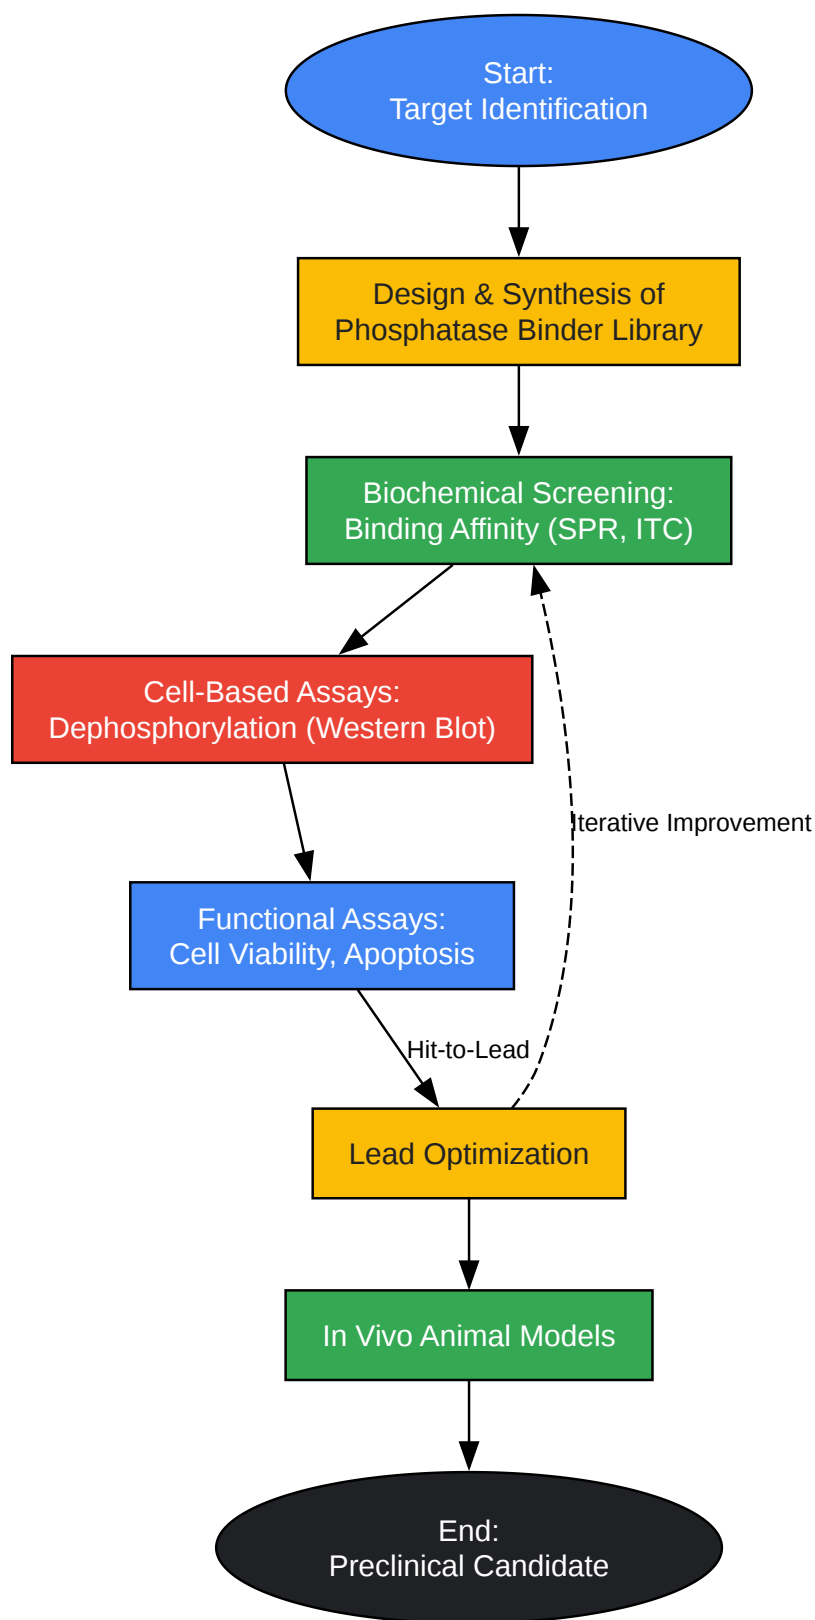 Start:
Target Identification
Design & Synthesis of
Phosphatase Binder Library
Biochemical Screening:
Binding Affinity (SPR, ITC)
Cell-Based Assays:
Dephosphorylation (Western Blot)
Iterative Improvement
Functional Assays:
Cell Viability, Apoptosis
Hit-to-Lead
Lead Optimization
In Vivo Animal Models
End:
Preclinical Candidate